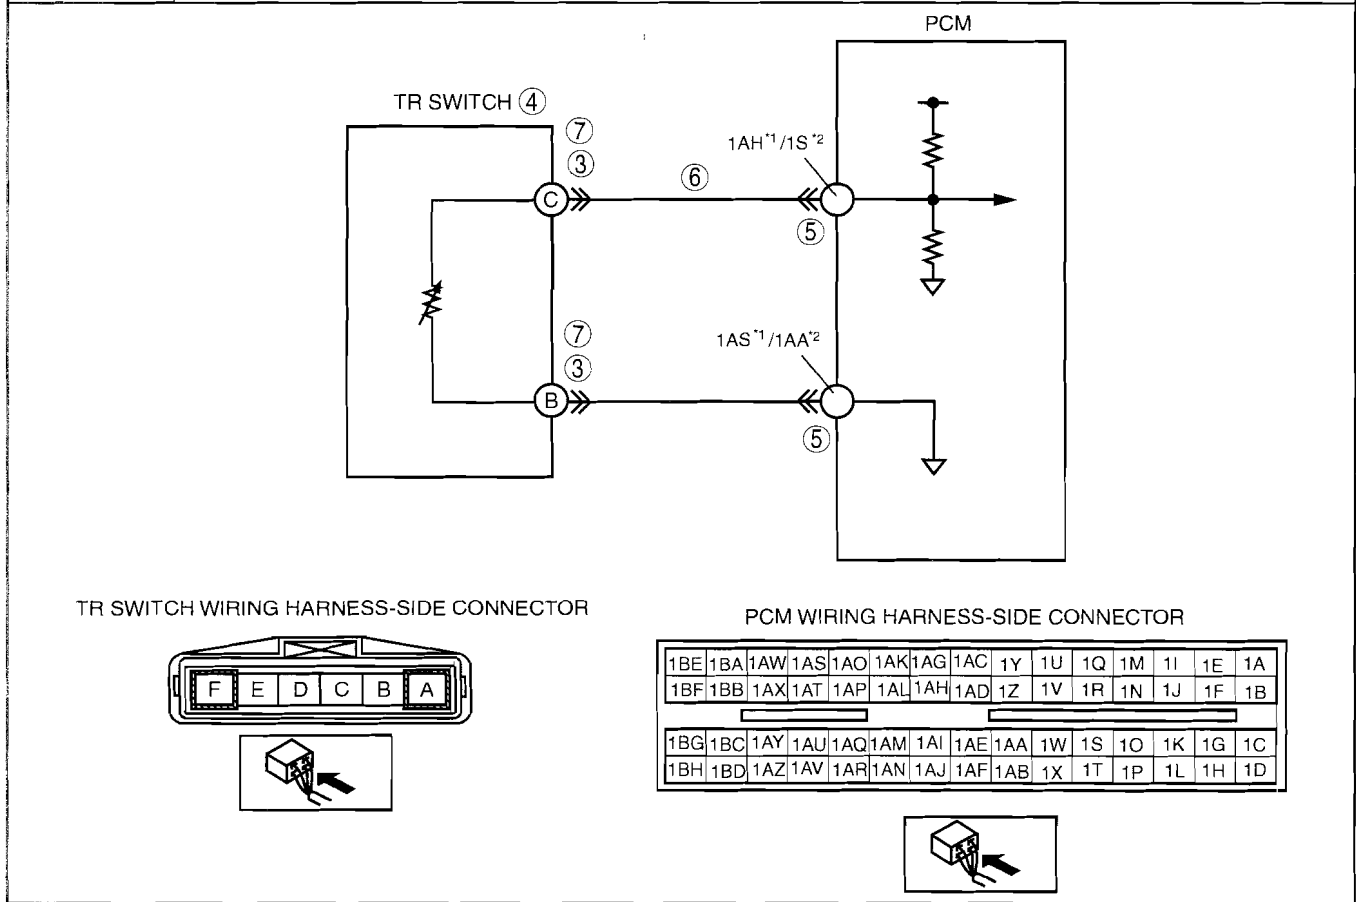 PCM
TR SWITCH ④
⑦
③
1AH*1/1S*2
⑥
C
⑤
⑦
③
1AS*1/1AA*2
B
⑤
TR SWITCH WIRING HARNESS-SIDE CONNECTOR
F E D C B A
PCM WIRING HARNESS-SIDE CONNECTOR
1BE 1BA 1AW 1AS 1AO 1AK 1AG 1AC 1Y 1U 1Q 1M 1I 1E 1A
1BF 1BB 1AX 1AT 1AP 1AL 1AH 1AD 1Z 1V 1R 1N 1J 1F 1B
1BG 1BC 1AY 1AU 1AQ 1AM 1AI 1AE 1AA 1W 1S 1O 1K 1G 1C
1BH 1BD 1AZ 1AV 1AR 1AN 1AJ 1AF 1AB 1X 1T 1P 1L 1H 1D